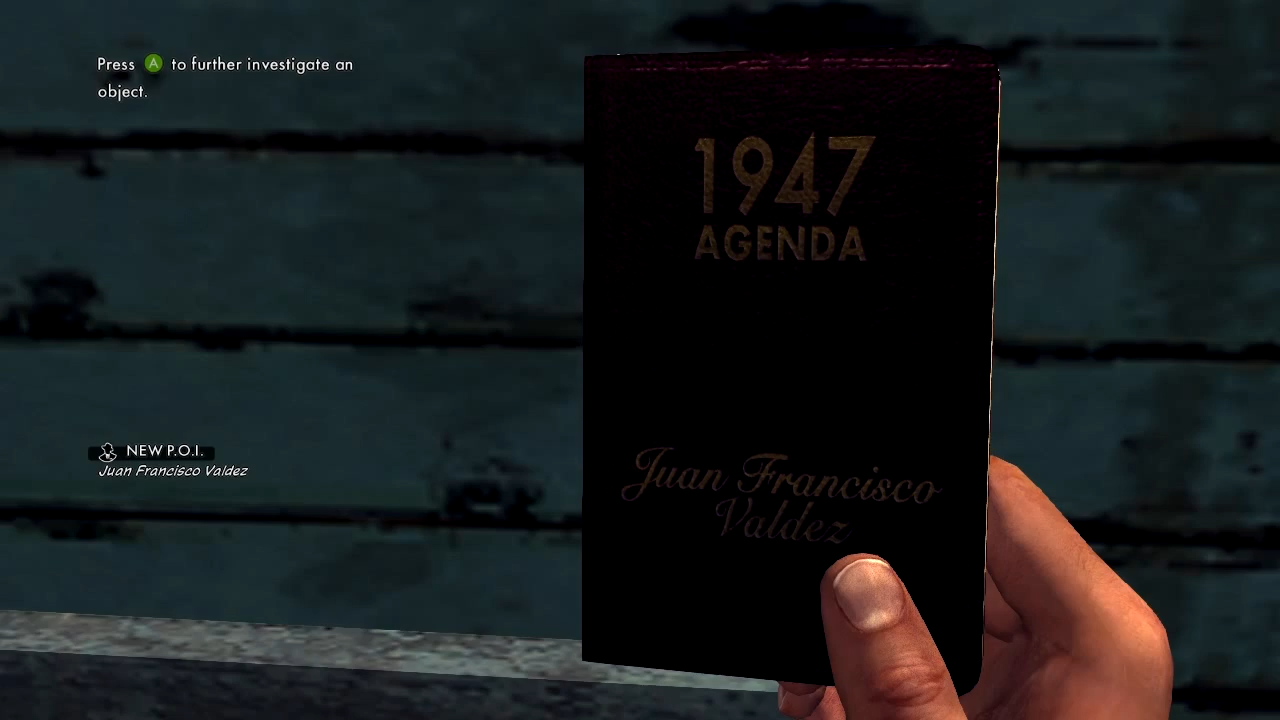 Press A to further investigate an
object.
1947
AGENDA
NEW P.O.I.
Juan Francisco Valdez
Juan Francisco
Valdez